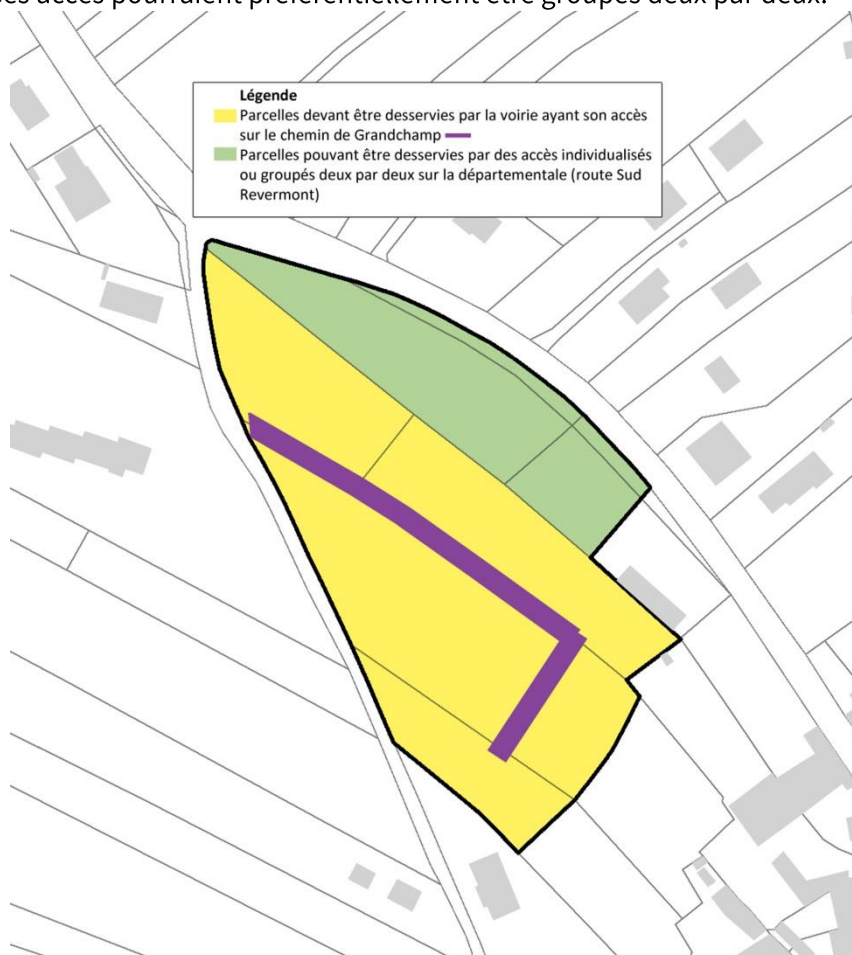 ses accès pourraient préférentiellement être groupés deux par deux.
Légende
Parcelles devant être desservies par la voirie ayant son accès
sur le chemin de Grandchamp
Parcelles pouvant être desservies par des accès individualisés
ou groupés deux par deux sur la départementale (route Sud
Revermont)